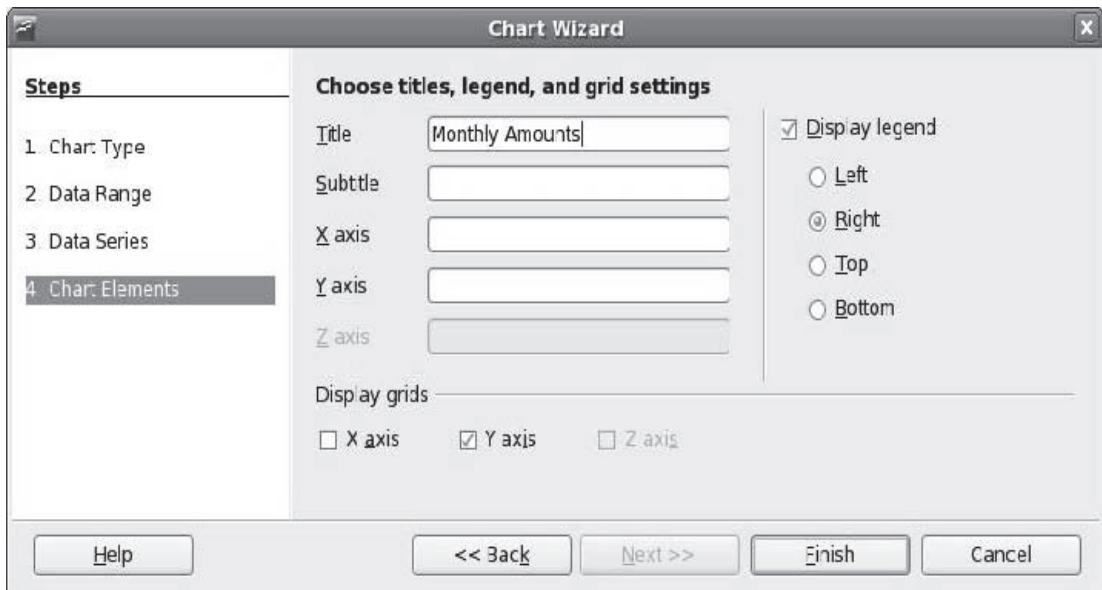 Chart Wizard
X
Steps
1. Chart Type
2. Data Range
3. Data Series
4. Chart Elements
Choose titles, legend, and grid settings
Title
Monthly Amounts
Subtitle
X axis
Y axis
Z axis
Display legend
Left
Right
Top
Bottom
Display grids
X axis
Y axis
Z axis
Help
<< Back
Next >>
Finish
Cancel